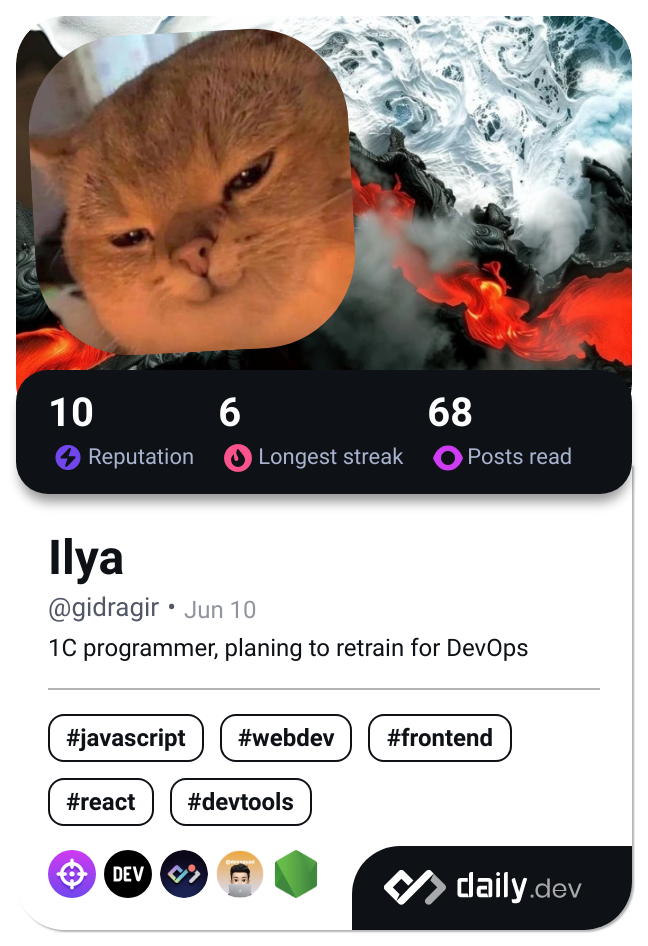 10 6 68
Reputation Longest streak Posts read
Ilya
@gidragir • Jun 10
1C programmer, planing to retrain for DevOps
#javascript #webdev #frontend
#react #devtools
DEV
daily.dev